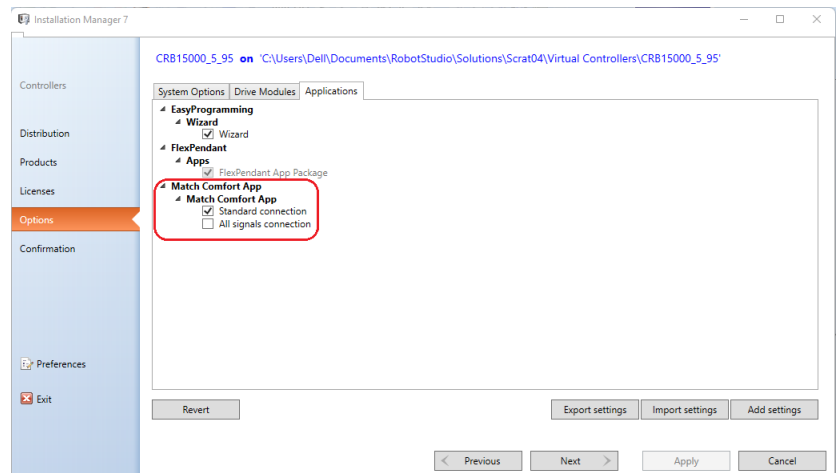 Installation Manager 7
CRB15000_5_95 on 'C:\Users\Dell\Documents\RobotStudio\Solutions\Scrat04\Virtual Controllers\CRB15000_5_95'
Controllers
Distribution
Products
Licenses
Options
Confirmation
Preferences
Exit
System Options Drive Modules Applications
EasyProgramming
Wizard
Wizard
FlexPendant
Apps
FlexPendant App Package
Match Comfort App
Match Comfort App
Standard connection
All signals connection
Revert Export settings Import settings Add settings
Previous Next Apply Cancel